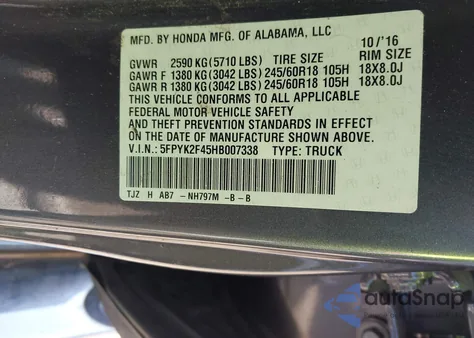 MFD. BY HONDA MFG. OF ALABAMA, LLC 10/'16
GVWR 2590 KG(5710 LBS) TIRE SIZE RIM SIZE
GAWR F 1380 KG(3042 LBS) 245/60R18 105H 18X8.0J
GAWR R 1380 KG(3042 LBS) 245/60R18 105H 18X8.0J
THIS VEHICLE CONFORMS TO ALL APPLICABLE
FEDERAL MOTOR VEHICLE SAFETY
AND THEFT PREVENTION STANDARDS IN EFFECT
ON THE DATE OF MANUFACTURE SHOWN ABOVE.
V.I.N.: 5FPYK2F45HB007338 TYPE: TRUCK
TJZ H AB7 -NH797M -B-B
autoSnap